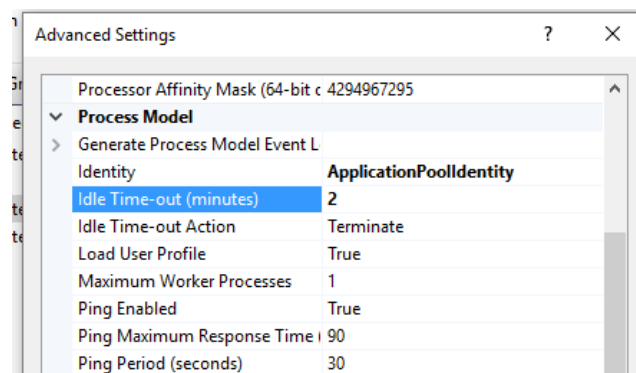 Advanced Settings ? X
Processor Affinity Mask (64-bit c 4294967295
Process Model
Generate Process Model Event L
Identity ApplicationPoolIdentity
Idle Time-out (minutes) 2
Idle Time-out Action Terminate
Load User Profile True
Maximum Worker Processes 1
Ping Enabled True
Ping Maximum Response Time ( 90
Ping Period (seconds) 30